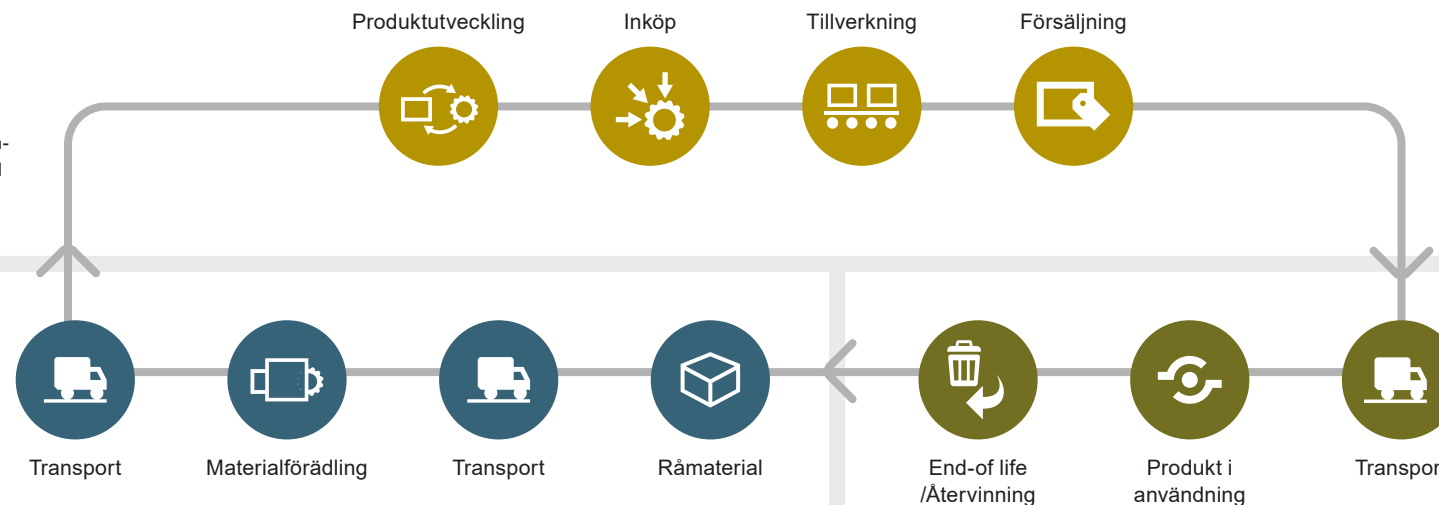 Produktutveckling
Inköp
Tillverkning
Försäljning
Transport
Materialförädling
Transport
Råmaterial
End-of life
/Återvinning
Produkt i
användning